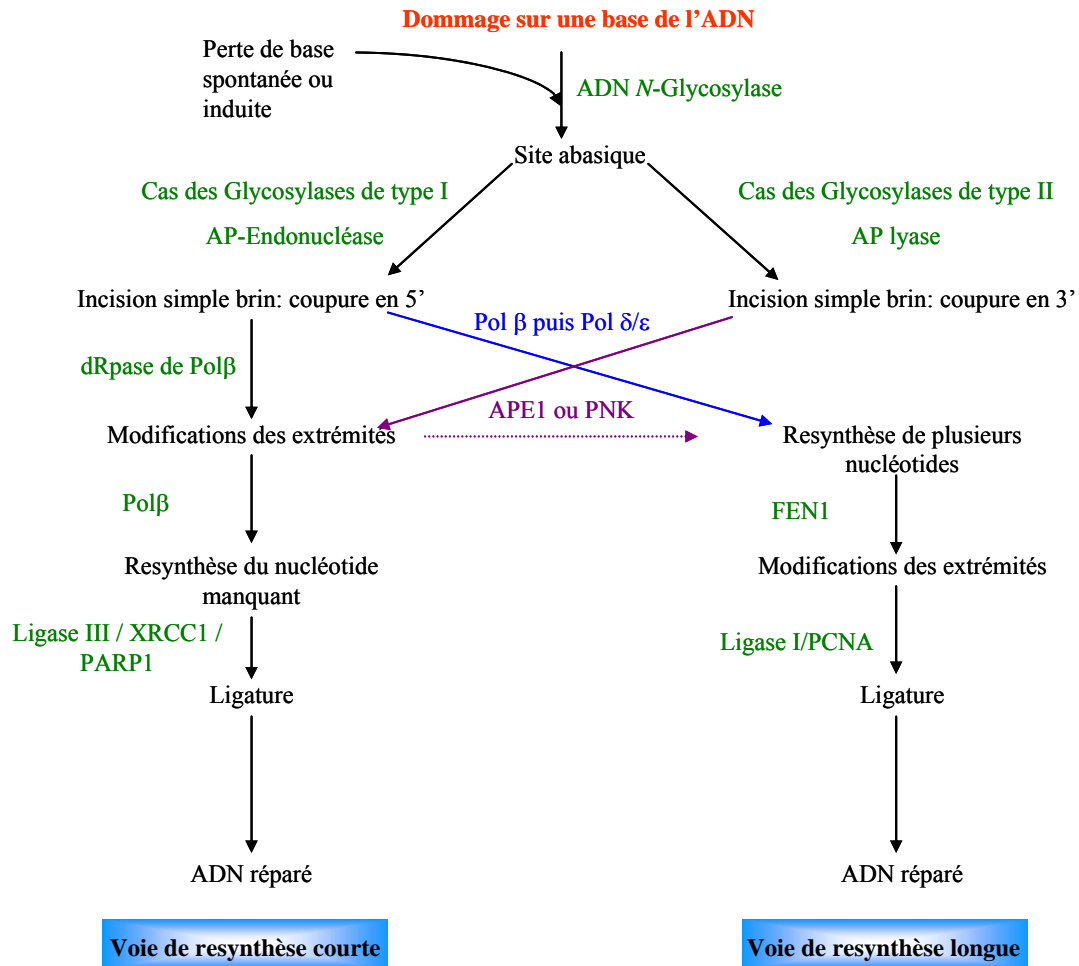 Dommage sur une base de l'ADN
Perte de base
spontanée ou
induite
ADN N-Glycosylase
Site abasique
Cas des Glycosylases de type I
AP-Endonucléase
Cas des Glycosylases de type II
AP lyase
Incision simple brin: coupure en 5'
Incision simple brin: coupure en 3'
Pol β puis Pol δ/ε
dRpase de Polβ
APE1 ou PNK
Modifications des extrémités
Resynthèse de plusieurs
nucléotides
Polβ
FEN1
Resynthèse du nucléotide
manquant
Modifications des extrémités
Ligase III / XRCC1 /
PARP1
Ligase I/PCNA
Ligature
Ligature
ADN réparé
ADN réparé
Voie de resynthèse courte
Voie de resynthèse longue